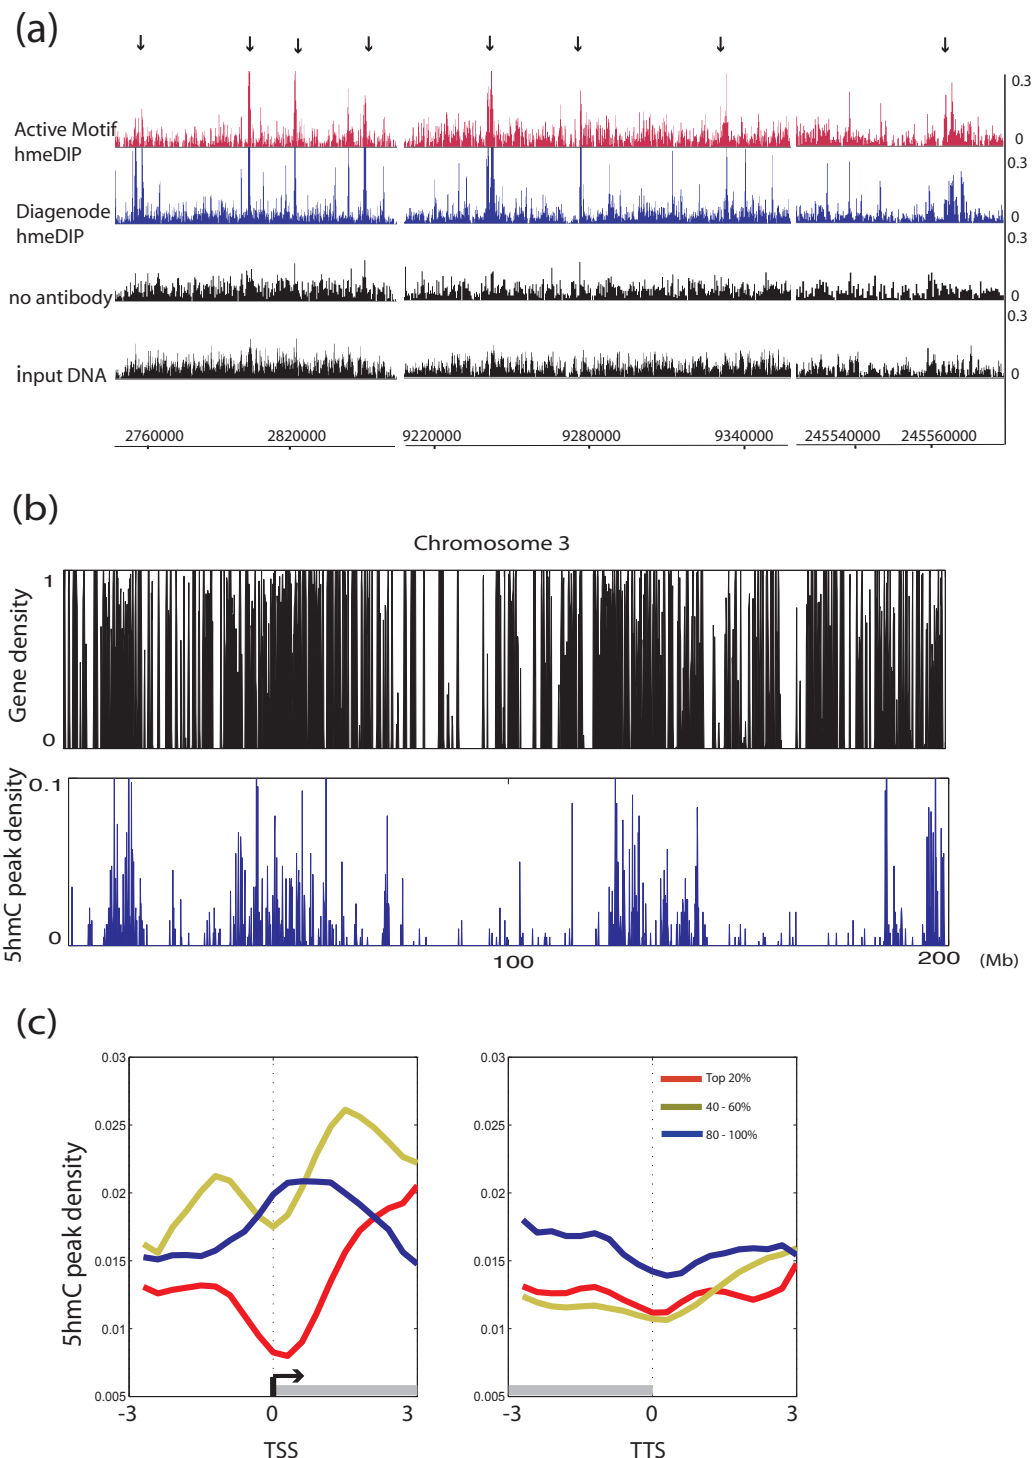 (a)
0.3
Active Motif
hmeDIP
0
0.3
Diagenode
hmeDIP
0
0.3
no antibody
0
0.3
input DNA
0
2760000 2820000 9220000 9280000 9340000 245540000 245560000
(b)
Chromosome 3
1
Gene density
0
0.1
5hmC peak density
0
100 200 (Mb)
(c)
0.03 0.03
Top 20%
40 - 60%
80 - 100%
0.025 0.025
0.02 0.02
5hmC peak density
0.015 0.015
0.01 0.01
0.005 0.005
-3 0 3 -3 0 3
TSS TTS